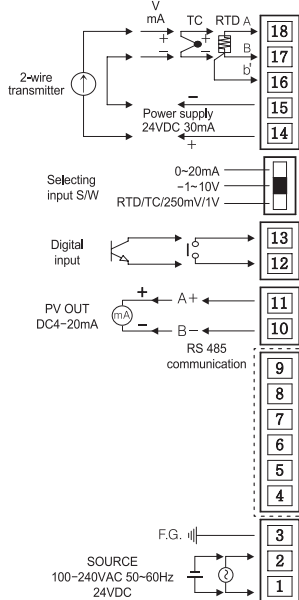 V
mA TC RTD A 18
+ + B 17
− − b' 16
2-wire
transmitter
15
Power supply −
24VDC 30mA
+ 14
0~20mA
Selecting
input S/W
−1~10V
RTD/TC/250mV/1V
Digital
input
13
12
PV OUT
DC4~20mA
+ A+ 11
mA
− B− 10
RS 485
communication
9
8
7
6
5
4
F.G. 3
SOURCE
100~240VAC 50~60Hz
24VDC
2
1